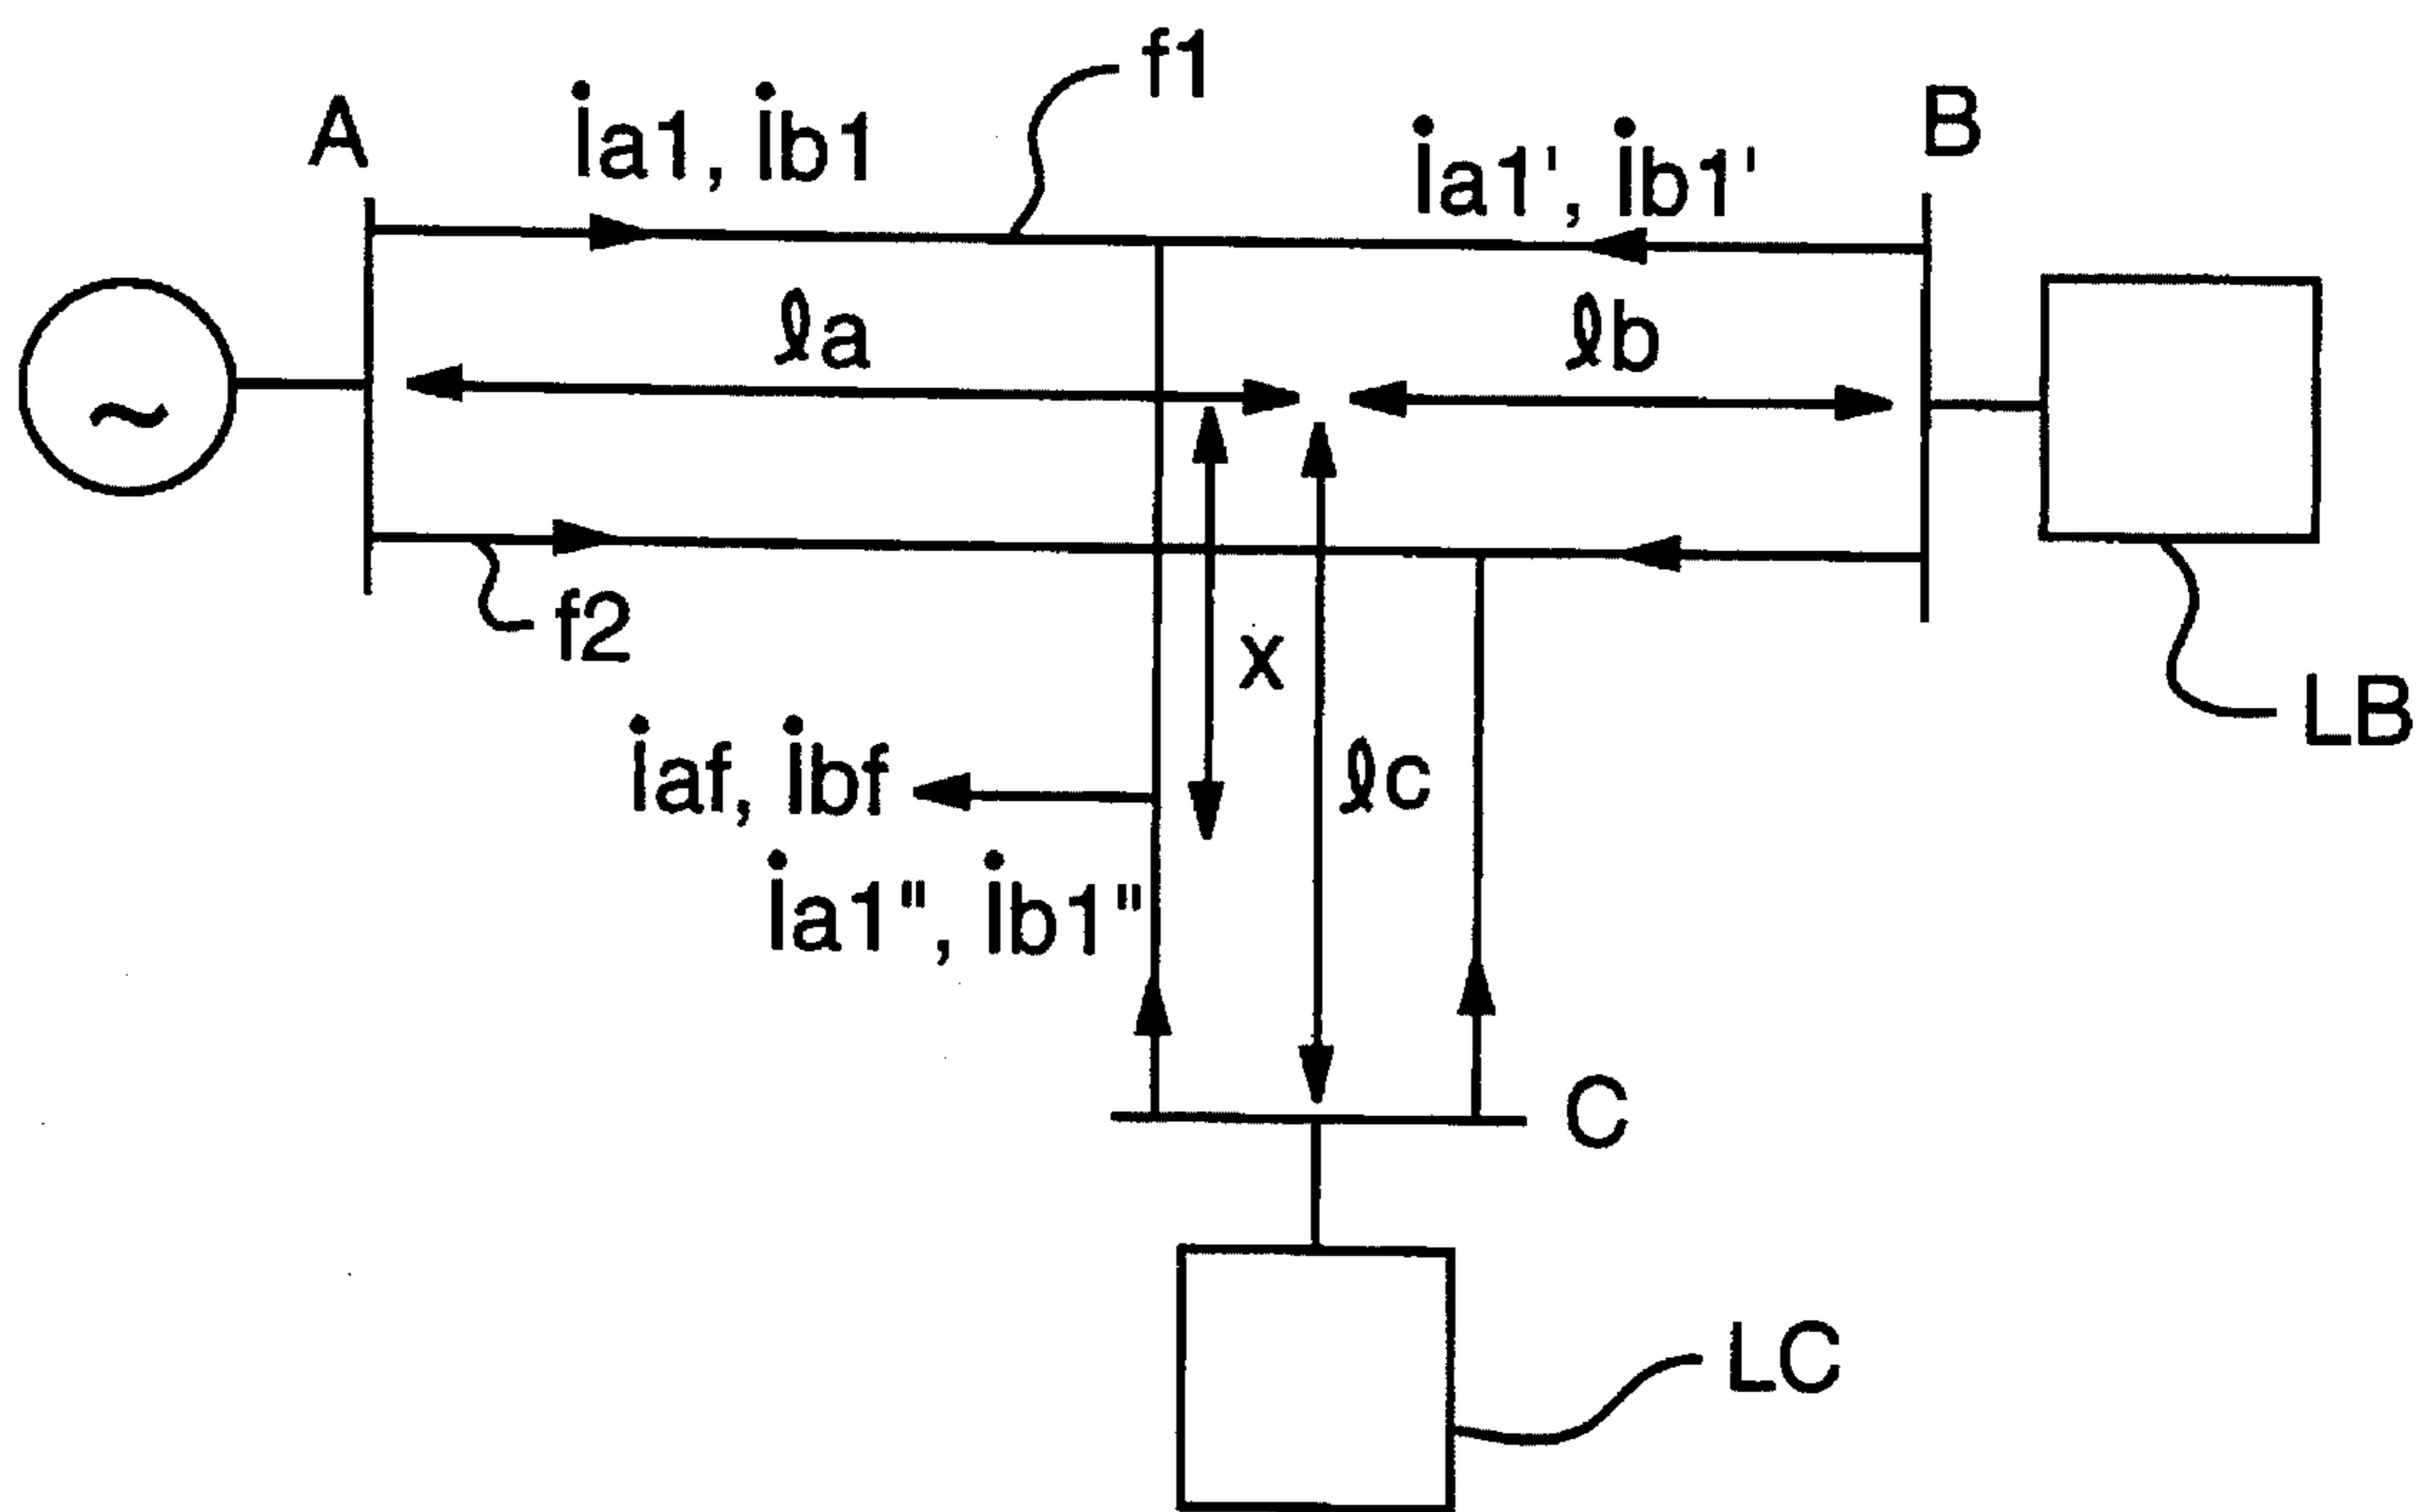 f1
A
İa1, İb1
İa1', İb1'
B
ℓa
ℓb
~
f2
x
LB
İaf, İbf
ℓc
İa1", İb1"
C
LC